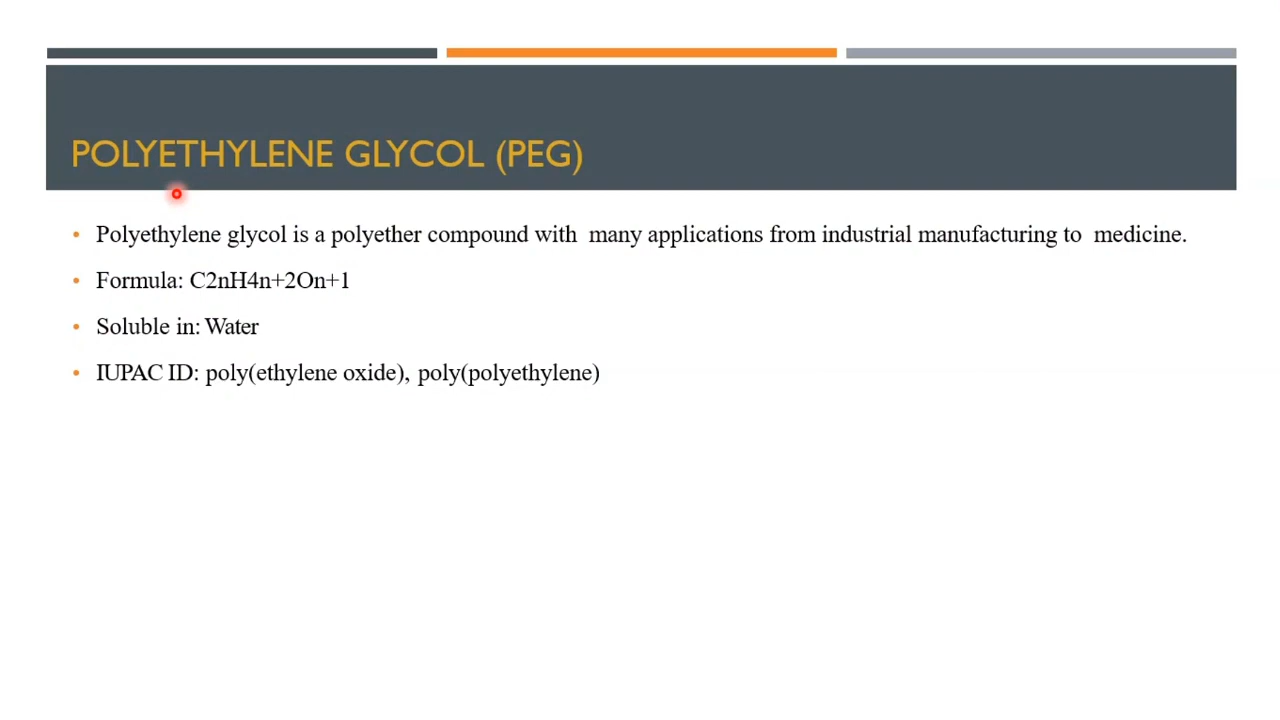 POLYETHYLENE GLYCOL (PEG)
• Polyethylene glycol is a polyether compound with  many applications from industrial manufacturing to  medicine.
• Formula: C2nH4n+2On+1
• Soluble in: Water
• IUPAC ID: poly(ethylene oxide), poly(polyethylene)